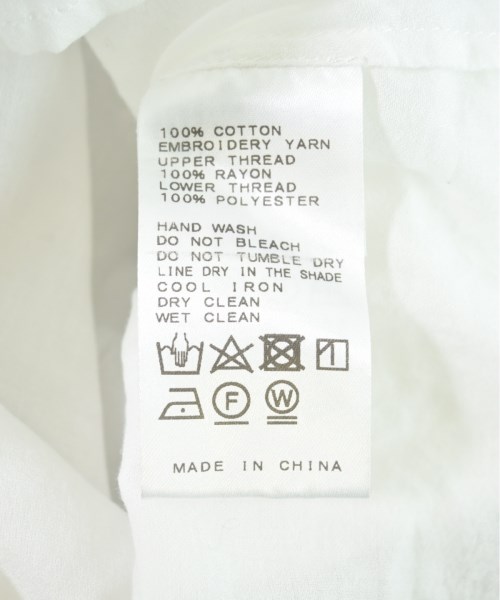 100% COTTON
EMBROIDERY YARN
UPPER THREAD
100% RAYON
LOWER THREAD
100% POLYESTER
HAND WASH
DO NOT BLEACH
DO NOT TUMBLE DRY
LINE DRY IN THE SHADE
COOL IRON
DRY CLEAN
WET CLEAN
F W
MADE IN CHINA